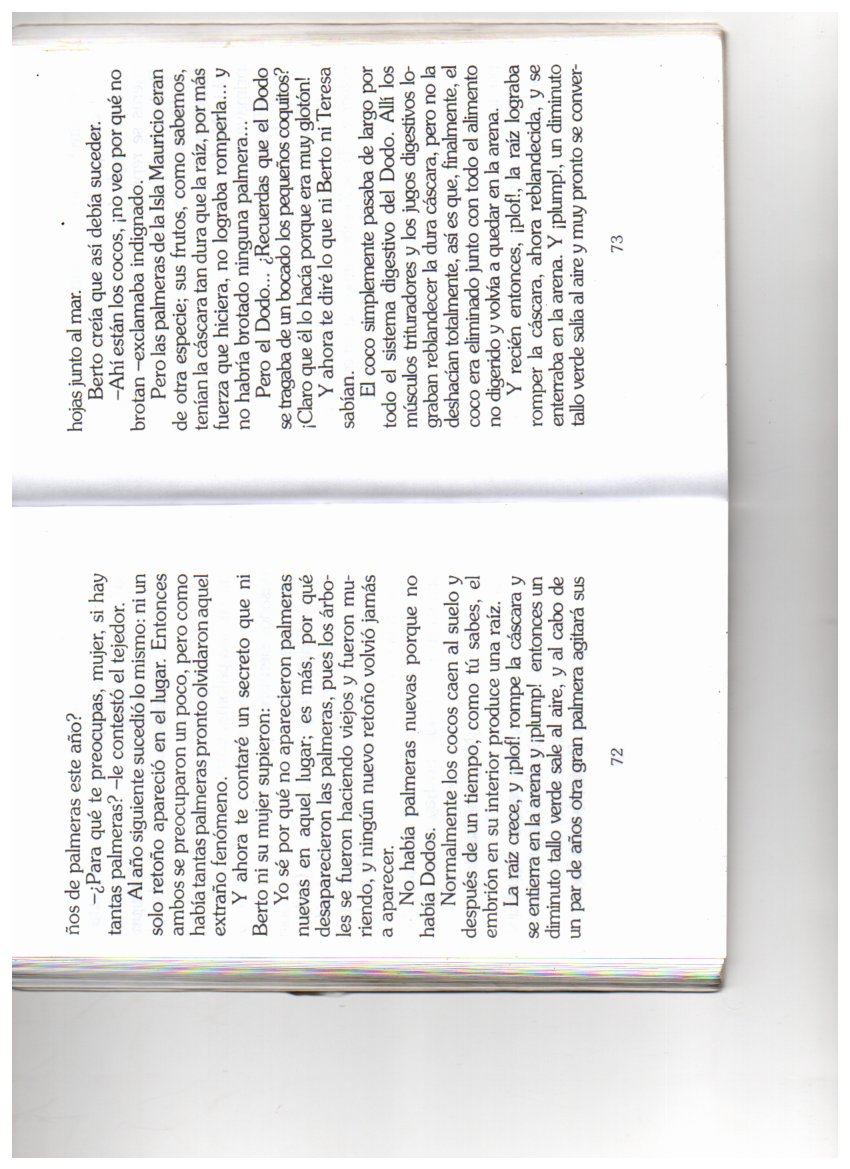 ños de palmeras este año?
–¿Para qué te preocupas, mujer, si hay
tantas palmeras? –le contestó el tejedor.
Al año siguiente sucedió lo mismo: ni un
solo retoño apareció en el lugar. Entonces
ambos se preocuparon un poco, pero como
había tantas palmeras pronto olvidaron aquel
extraño fenómeno.
Y ahora te contaré un secreto que ni
Berto ni su mujer supieron:
Yo sé por qué no aparecieron palmeras
nuevas en aquel lugar; es más, por qué
desaparecieron las palmeras, pues los árbo-
les se fueron haciendo viejos y fueron mu-
riendo, y ningún nuevo retoño volvió jamás
a aparecer.
No había palmeras nuevas porque no
había Dodos.
Normalmente los cocos caen al suelo y
después de un tiempo, como tú sabes, el
embrión en su interior produce una raíz.
La raíz crece, y ¡plof! rompe la cáscara y
se entierra en la arena y ¡plump! entonces un
diminuto tallo verde sale al aire, y al cabo de
un par de años otra gran palmera agitará sus
72
hojas junto al mar.
Berto creía que así debía suceder.
–Ahí están los cocos, ¡no veo por qué no
brotan –exclamaba indignado.
Pero las palmeras de la Isla Mauricio eran
de otra especie; sus frutos, como sabemos,
tenían la cáscara tan dura que la raíz, por más
fuerza que hiciera, no lograba romperla... y
no habría brotado ninguna palmera...
Pero el Dodo... ¿Recuerdas que el Dodo
se tragaba de un bocado los pequeños coquitos?
¡Claro que él lo hacía porque era muy glotón!
Y ahora te diré lo que ni Berto ni Teresa
sabían.
El coco simplemente pasaba de largo por
todo el sistema digestivo del Dodo. Allí los
músculos trituradores y los jugos digestivos lo-
graban reblandecer la dura cáscara, pero no la
deshacían totalmente, así es que, finalmente, el
coco era eliminado junto con todo el alimento
no digerido y volvía a quedar en la arena.
Y recién entonces, ¡plof!, la raíz lograba
romper la cáscara, ahora reblandecida, y se
enterraba en la arena. Y ¡plump!, un diminuto
tallo verde salía al aire y muy pronto se conver-
73